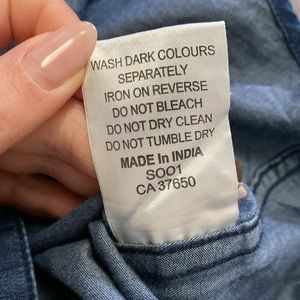 WASH DARK COLOURS
SEPARATELY
IRON ON REVERSE
DO NOT BLEACH
DO NOT DRY CLEAN
DO NOT TUMBLE DRY
MADE IN INDIA
SOO1
CA 37650